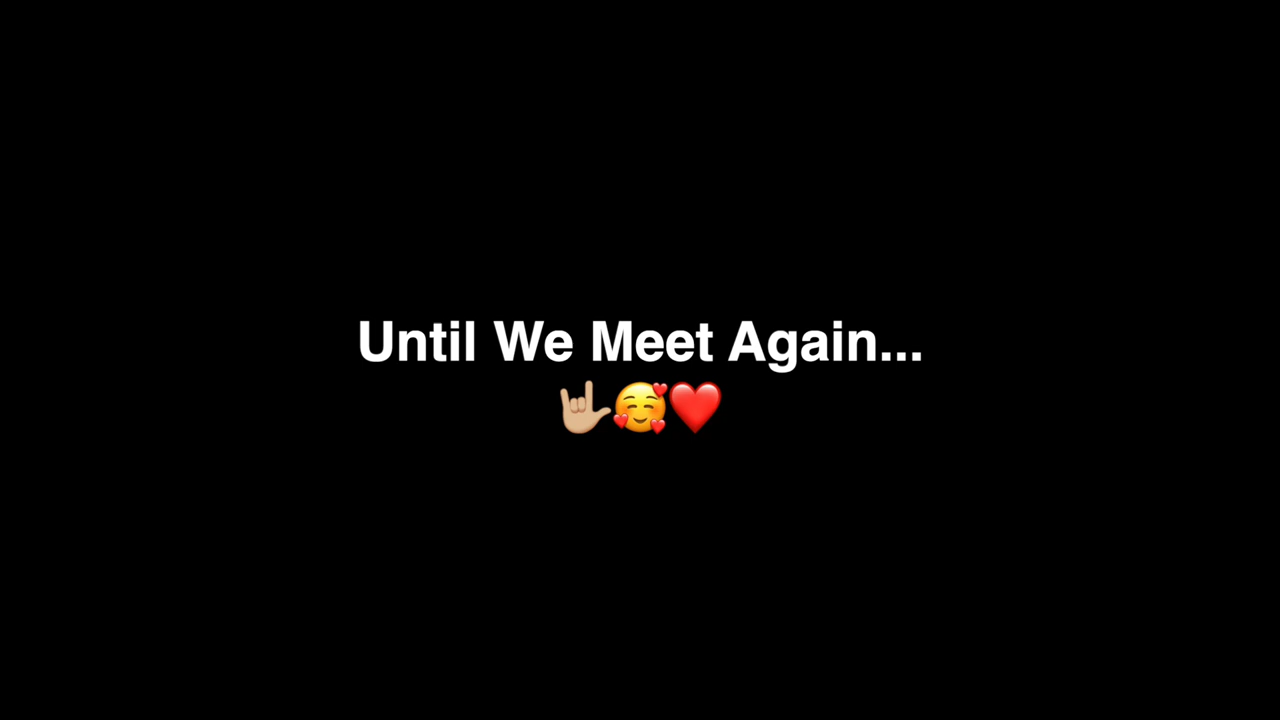 Until We Meet Again...
🤟🏼🥰❤️